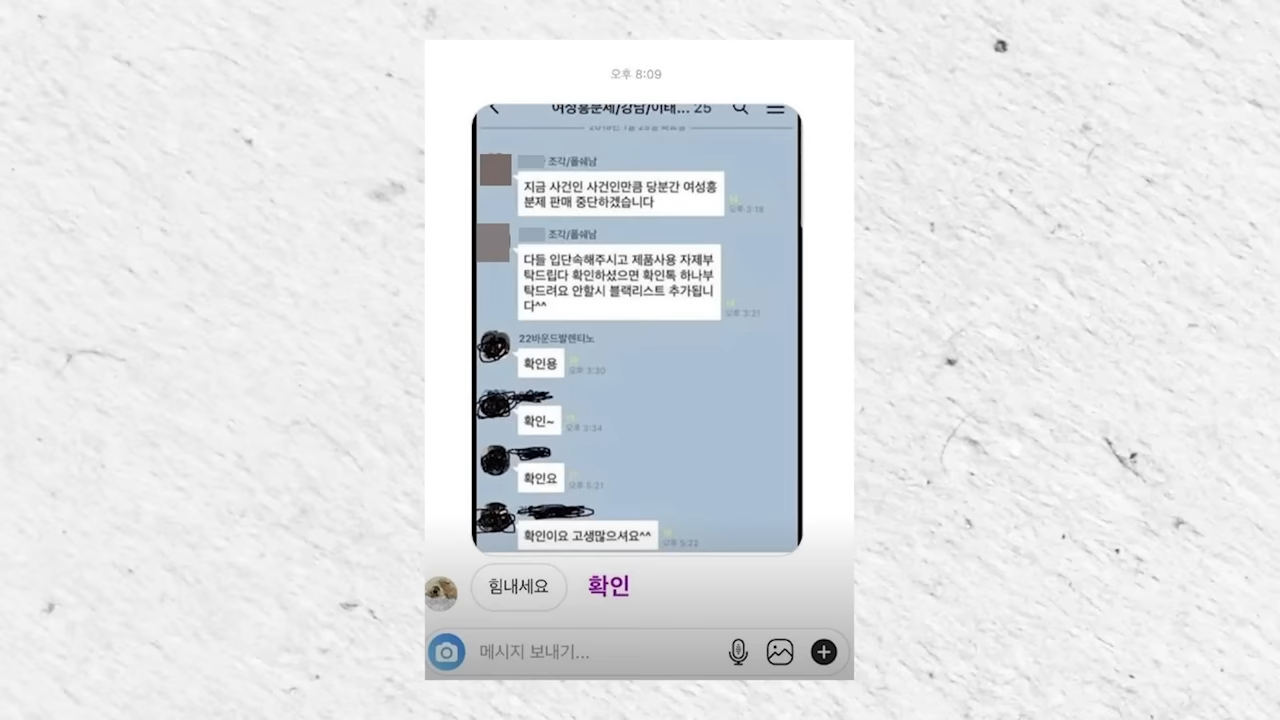 오후 8:09
여성흥분제/강남/이태... 25
조각/풀쉐남
지금 사건인 사건인만큼 당분간 여성흥
분제 판매 중단하겠습니다
오후 3:18
조각/풀쉐남
다들 입단속해주시고 제품사용 자제부
탁드립다 확인하셨으면 확인톡 하나부
탁드려요 안할시 블랙리스트 추가됩니
다^^
오후 3:21
22바운드발렌티노
확인용
오후 3:30
확인~
오후 3:34
확인요
오후 5:21
확인이요 고생많으셔요^^
오후 5:22
힘내세요
확인
메시지 보내기...